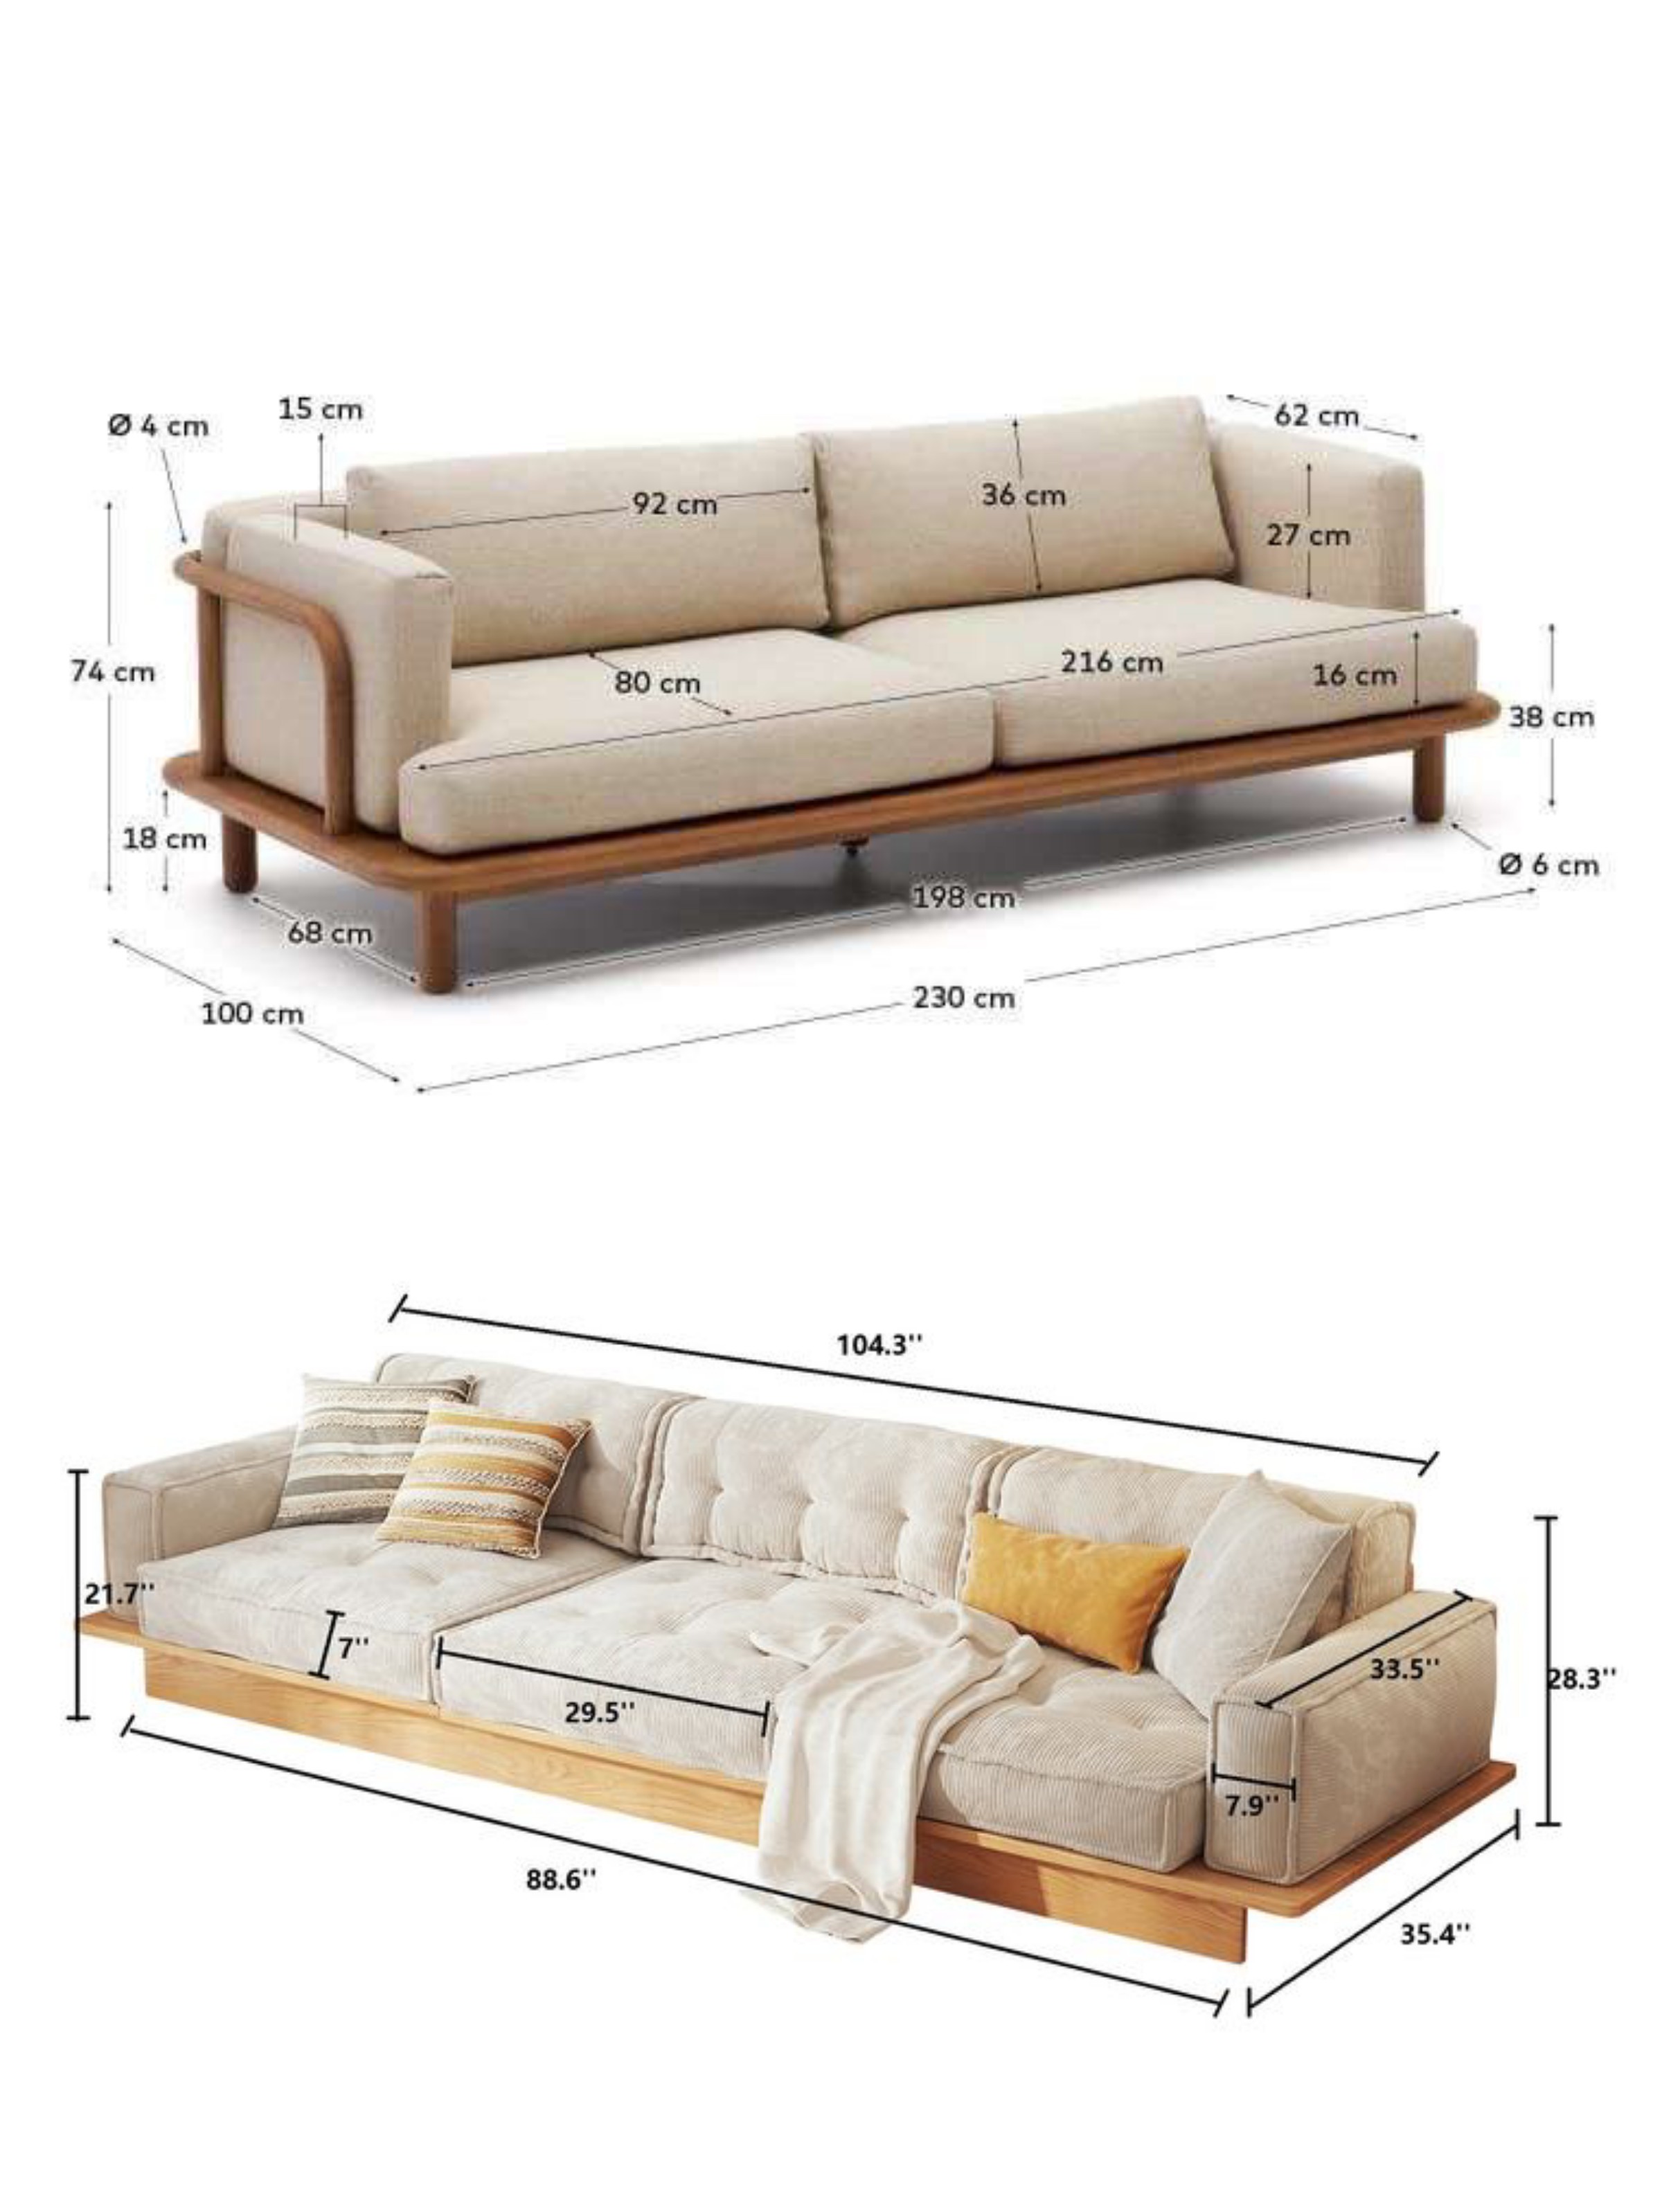 Ø 4 cm
15 cm
62 cm
92 cm
36 cm
27 cm
74 cm
80 cm
216 cm
16 cm
38 cm
18 cm
Ø 6 cm
198 cm
68 cm
100 cm
230 cm
104.3''
21.7''
7''
29.5''
33.5''
28.3''
7.9''
88.6''
35.4''